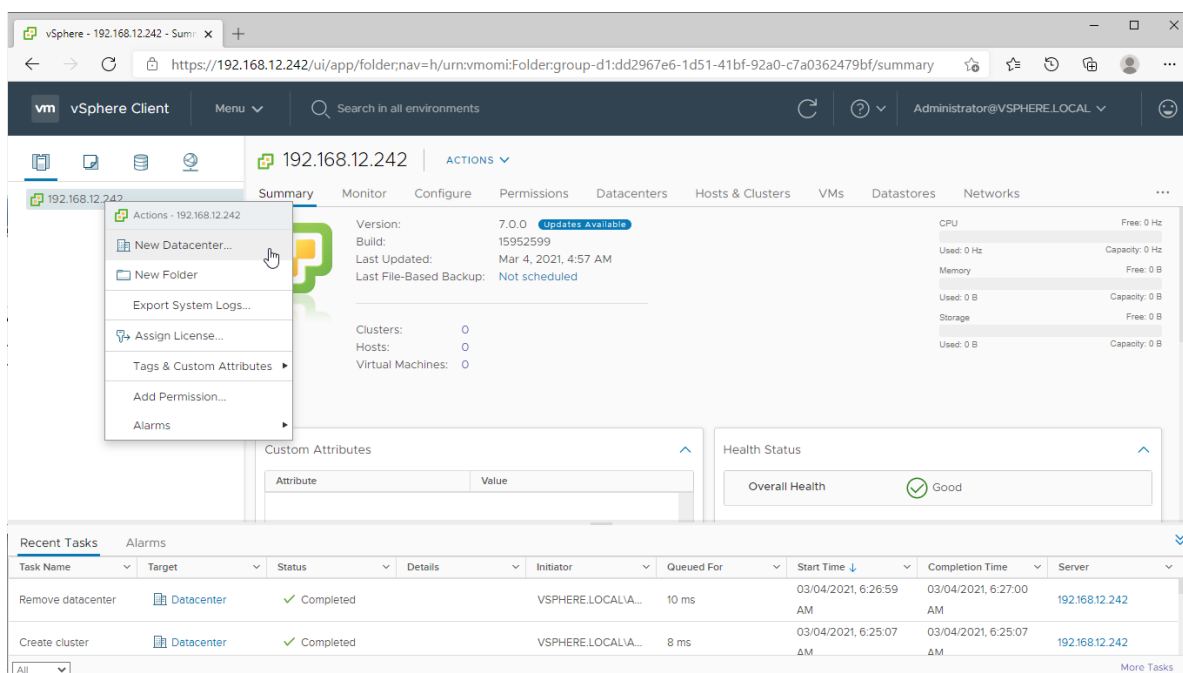 vSphere - 192.168.12.242 - Sum
https://192.168.12.242/ui/app/folder;nav=h/urn:vmomi:Folder:group-d1:dd2967e6-1d51-41bf-92a0-c7a0362479bf/summary
vm vSphere Client Menu Search in all environments Administrator@VSPHERE.LOCAL
192.168.12.242 ACTIONS
192.168.12.242
Summary Monitor Configure Permissions Datacenters Hosts & Clusters VMs Datastores Networks
Actions - 192.168.12.242
New Datacenter...
New Folder
Export System Logs...
Assign License...
Tags & Custom Attributes
Add Permission...
Alarms
Version: 7.0.0 Updates Available
Build: 15952599
Last Updated: Mar 4, 2021, 4:57 AM
Last File-Based Backup: Not scheduled
Clusters: 0
Hosts: 0
Virtual Machines: 0
CPU Free: 0 Hz
Used: 0 Hz Capacity: 0 Hz
Memory Free: 0 B
Used: 0 B Capacity: 0 B
Storage Free: 0 B
Used: 0 B Capacity: 0 B
Custom Attributes
Attribute Value
Health Status
Overall Health Good
Recent Tasks Alarms
Task Name Target Status Details Initiator Queued For Start Time Completion Time Server
Remove datacenter Datacenter Completed VSPHERE.LOCAL\A... 10 ms 03/04/2021, 6:26:59 AM 03/04/2021, 6:27:00 AM 192.168.12.242
Create cluster Datacenter Completed VSPHERE.LOCAL\A... 8 ms 03/04/2021, 6:25:07 AM 03/04/2021, 6:25:07 AM 192.168.12.242
All More Tasks